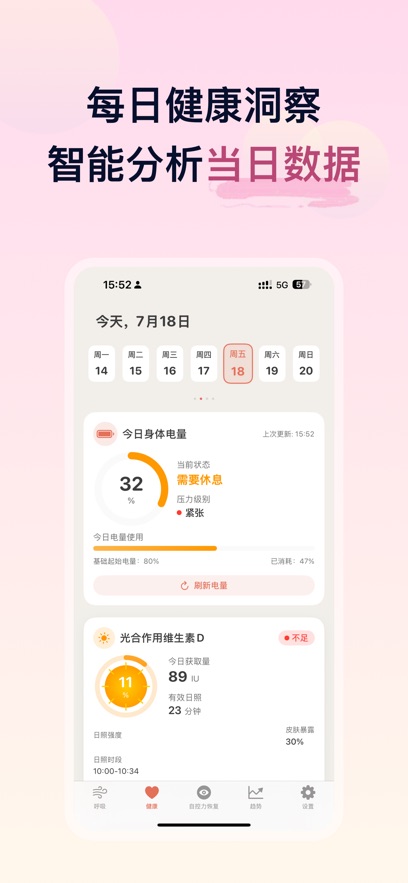 每日健康洞察
智能分析当日数据
15:52
5G
57
今天，7月18日
周一 周二 周三 周四 周五 周六 周日
14 15 16 17 18 19 20
今日身体电量
上次更新: 15:52
32
%
当前状态
需要休息
压力级别
紧张
今日电量使用
基础起始电量：80%
已消耗：47%
刷新电量
光合作用维生素D
不足
11
%
今日获取量
89 IU
有效日照
23 分钟
日照强度
皮肤暴露
30%
日照时段
10:00-10:34
呼吸 健康 自控力恢复 趋势 设置